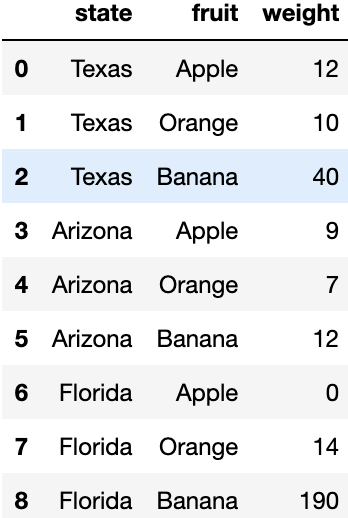 state fruit weight
0 Texas Apple 12
1 Texas Orange 10
2 Texas Banana 40
3 Arizona Apple 9
4 Arizona Orange 7
5 Arizona Banana 12
6 Florida Apple 0
7 Florida Orange 14
8 Florida Banana 190